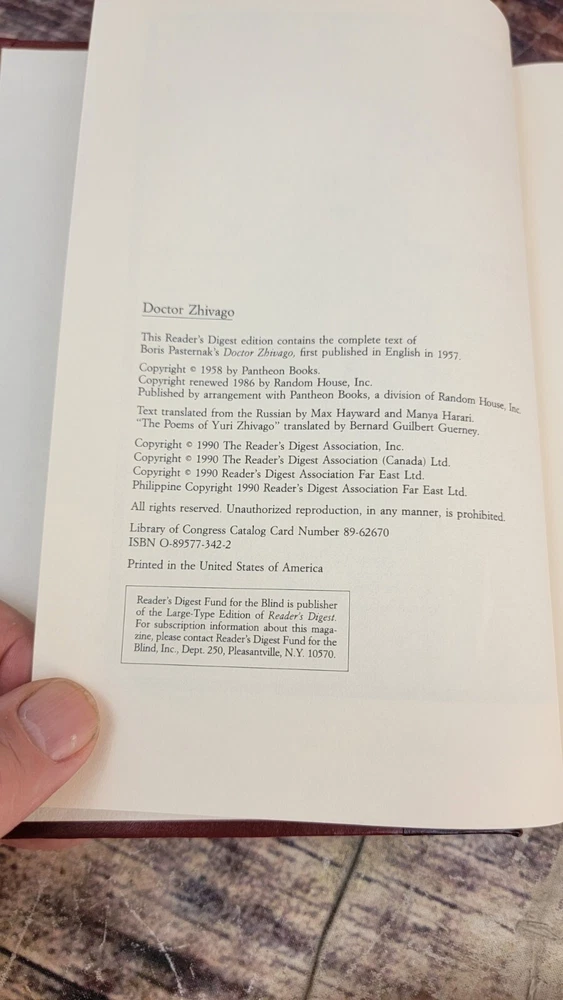 Doctor Zhivago
This Reader's Digest edition contains the complete text of
Boris Pasternak's Doctor Zhivago, first published in English in 1957.
Copyright © 1958 by Pantheon Books.
Copyright renewed 1986 by Random House, Inc.
Published by arrangement with Pantheon Books, a division of Random House, Inc.
Text translated from the Russian by Max Hayward and Manya Harari.
"The Poems of Yuri Zhivago" translated by Bernard Guilbert Guerney.
Copyright © 1990 The Reader's Digest Association, Inc.
Copyright © 1990 The Reader's Digest Association (Canada) Ltd.
Copyright © 1990 Reader's Digest Association Far East Ltd.
Philippine Copyright 1990 Reader's Digest Association Far East Ltd.
All rights reserved. Unauthorized reproduction, in any manner, is prohibited.
Library of Congress Catalog Card Number 89-62670
ISBN O-89577-342-2
Printed in the United States of America
Reader's Digest Fund for the Blind is publisher
of the Large-Type Edition of Reader's Digest.
For subscription information about this maga-
zine, please contact Reader's Digest Fund for the
Blind, Inc., Dept. 250, Pleasantville, N.Y. 10570.